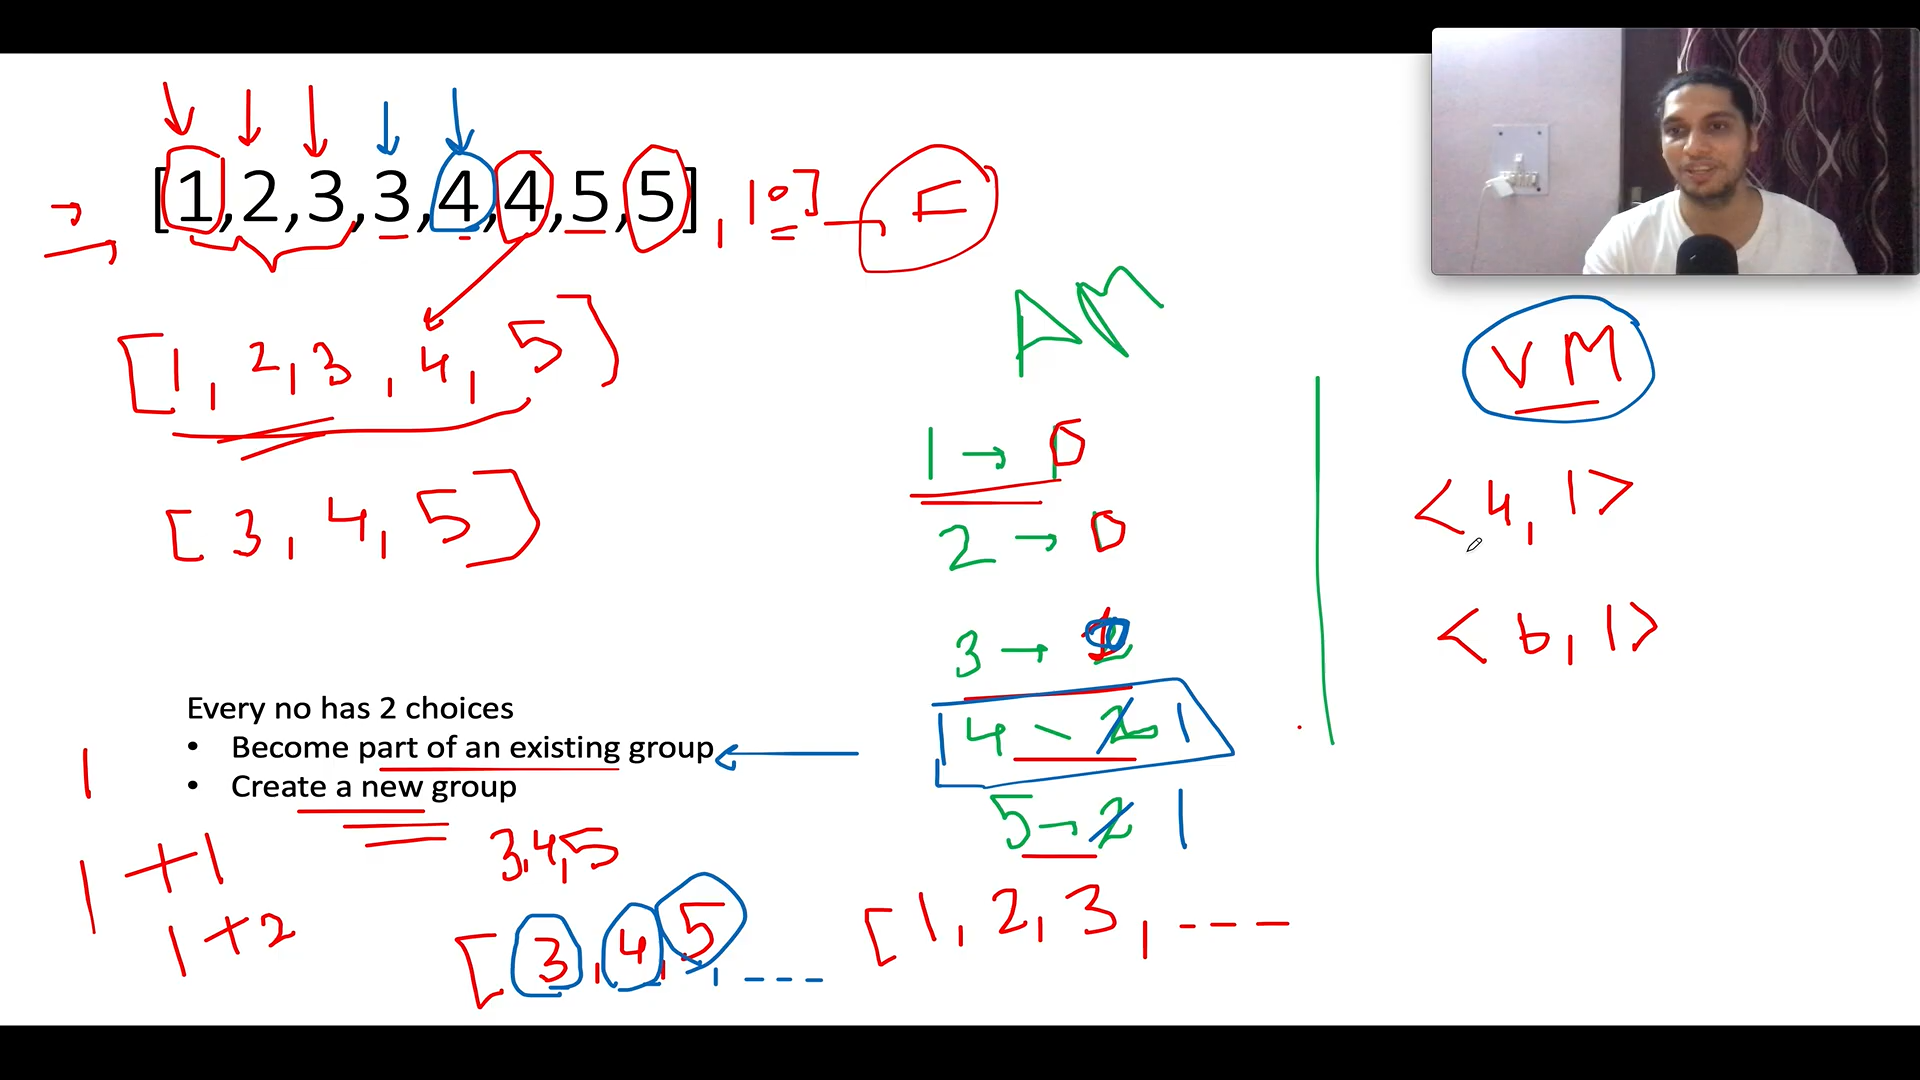 [1,2,3,3,4,4,5,5] , 10] F
[1, 2, 3, 4, 5]
[3, 4, 5]
AM
1 → 0
2 → 0
3 →
4 - 2 1
5 → 2 1
VM
<4, 1>
<6, 1>
Every no has 2 choices
• Become part of an existing group
• Create a new group
1
1 + 1
1 + 2
3,4,5
[3, 4, 5, ---
[1, 2, 3, ---